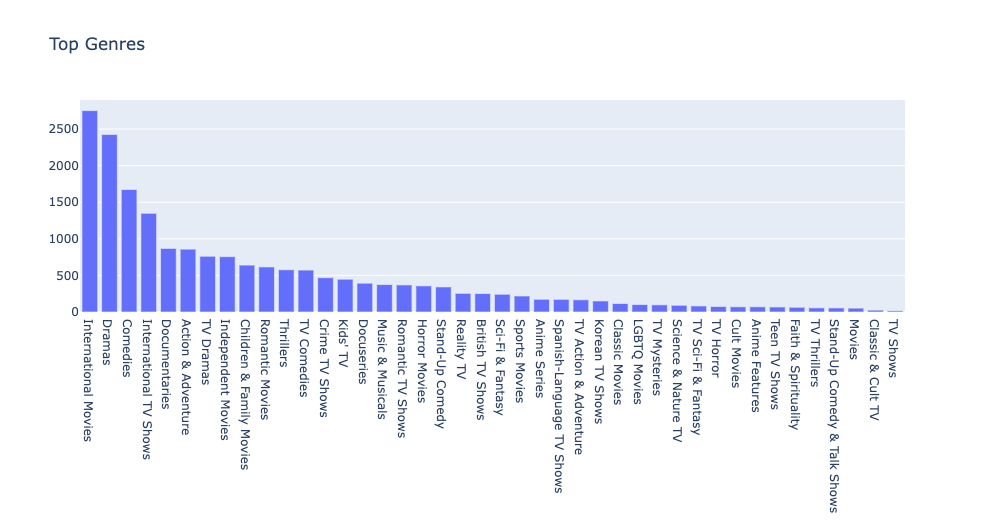 Top Genres
2500
2000
1500
1000
500
0
International Movies
Dramas
Comedies
International TV Shows
Documentaries
Action & Adventure
TV Dramas
Independent Movies
Children & Family Movies
Romantic Movies
Thrillers
TV Comedies
Crime TV Shows
Kids' TV
Docuseries
Music & Musicals
Romantic TV Shows
Horror Movies
Stand-Up Comedy
Reality TV
British TV Shows
Sci-Fi & Fantasy
Sports Movies
Anime Series
Spanish-Language TV Shows
TV Action & Adventure
Korean TV Shows
Classic Movies
LGBTQ Movies
TV Mysteries
Science & Nature TV
TV Sci-Fi & Fantasy
TV Horror
Cult Movies
Anime Features
Teen TV Shows
Faith & Spirituality
TV Thrillers
Stand-Up Comedy & Talk Shows
Movies
Classic & Cult TV
TV Shows